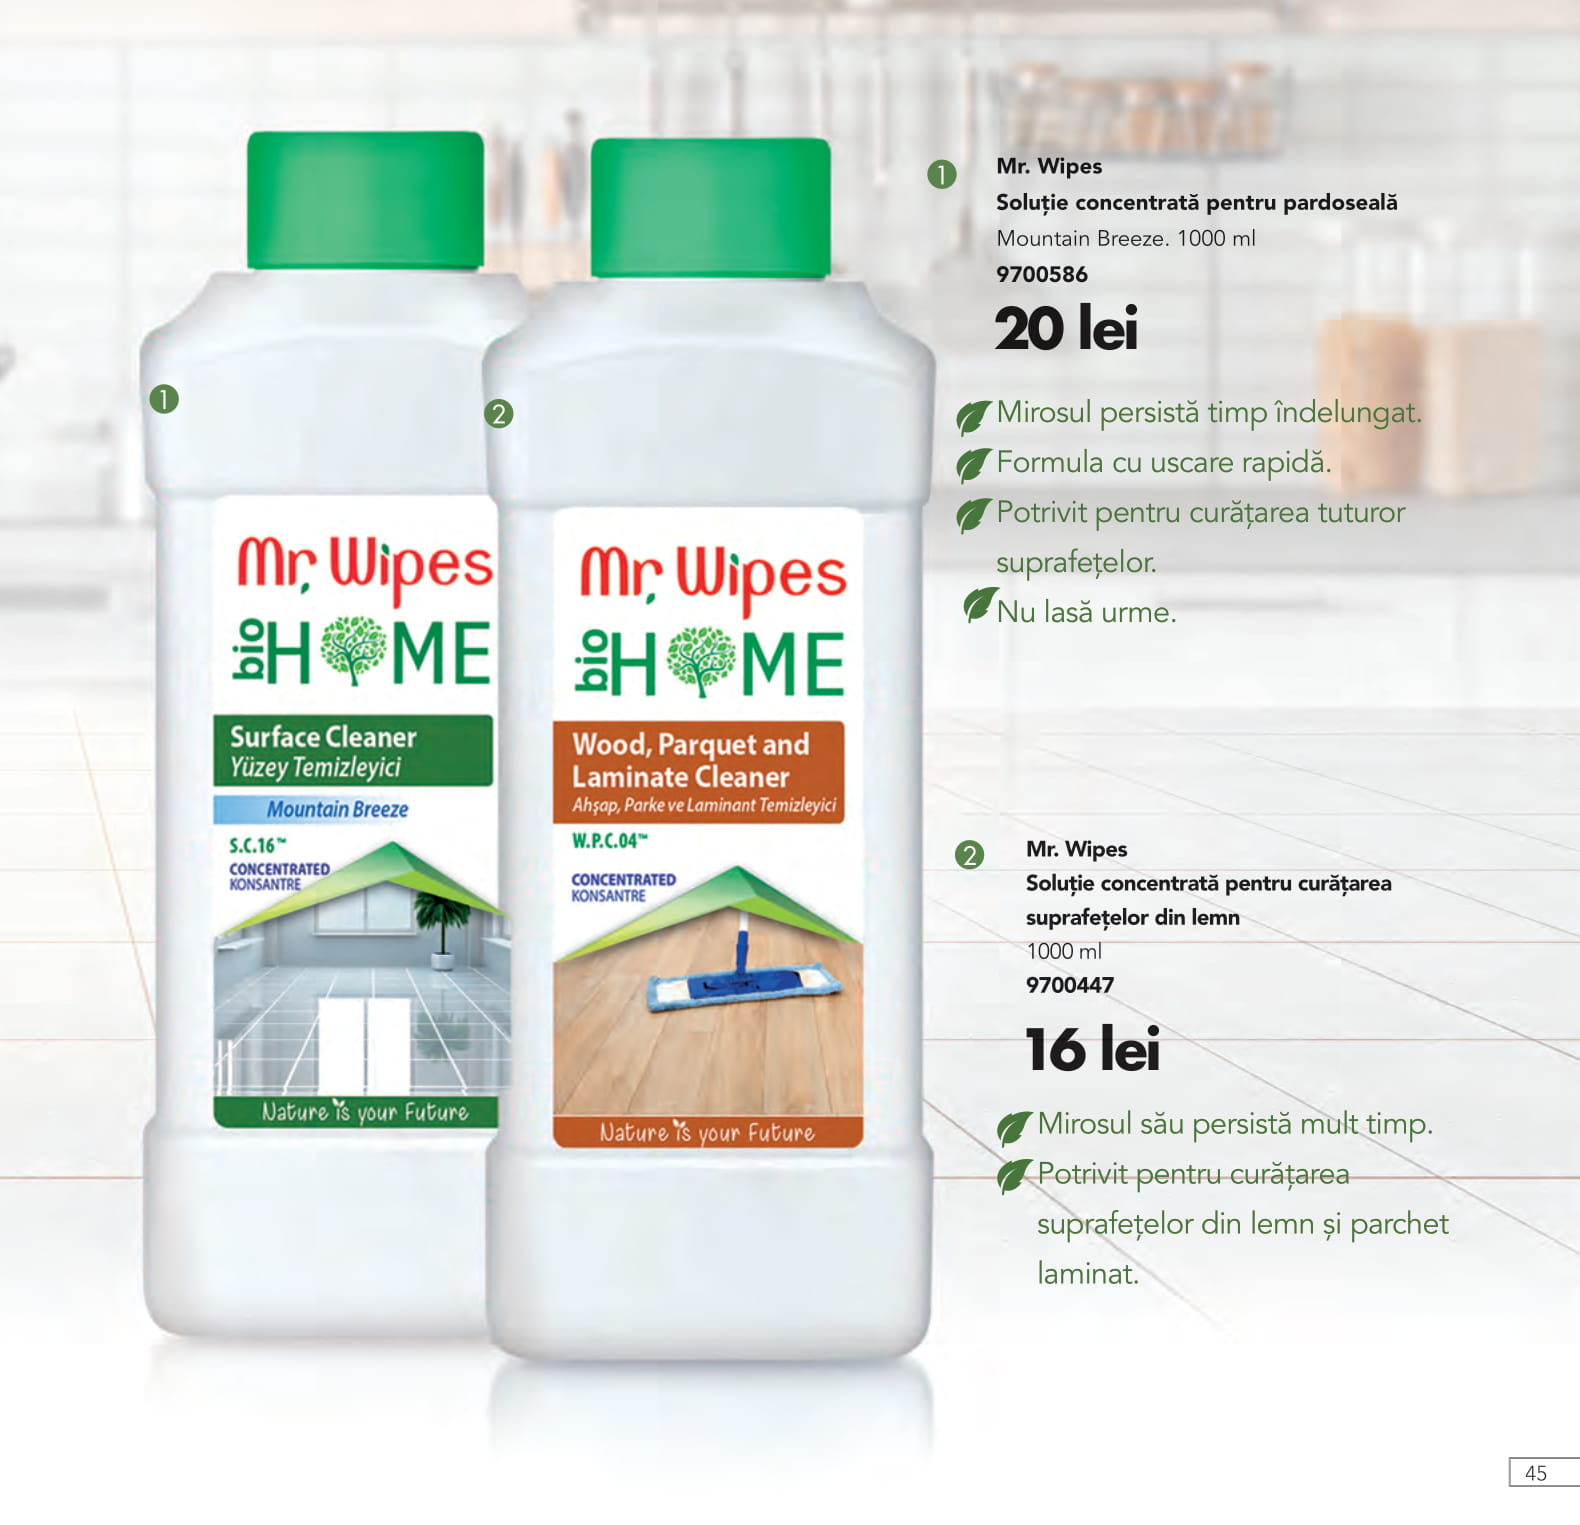 1
Mr. Wipes
Soluție concentrată pentru pardoseală
Mountain Breeze. 1000 ml
9700586
20 lei
Mirosul persistă timp îndelungat.
Formula cu uscare rapidă.
Potrivit pentru curățarea tuturor
suprafețelor.
Nu lasă urme.
2
Mr. Wipes
Soluție concentrată pentru curățarea
suprafețelor din lemn
1000 ml
9700447
16 lei
Mirosul său persistă mult timp.
Potrivit pentru curățarea
suprafețelor din lemn și parchet
laminat.
1
Mr. Wipes
bio HOME
Surface Cleaner
Yüzey Temizleyici
Mountain Breeze
S.C.16™
CONCENTRATED
KONSANTRE
Nature is your Future
2
Mr. Wipes
bio HOME
Wood, Parquet and
Laminate Cleaner
Ahşap, Parke ve Laminant Temizleyici
W.P.C.04™
CONCENTRATED
KONSANTRE
Nature is your Future
45